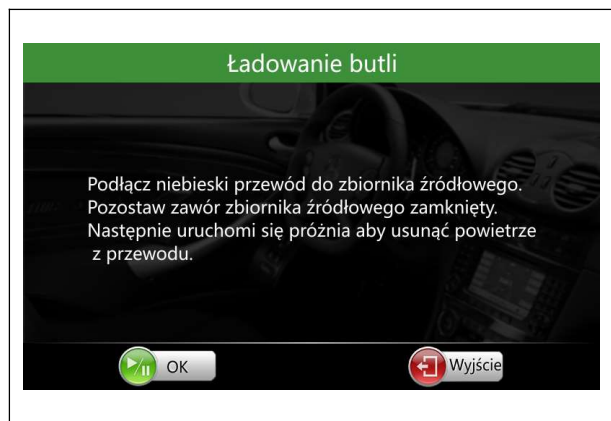 Ładowanie butli
Podłącz niebieski przewód do zbiornika źródłowego.
Pozostaw zawór zbiornika źródłowego zamknięty.
Następnie uruchomi się próżnia aby usunąć powietrze
z przewodu.
OK
Wyjście